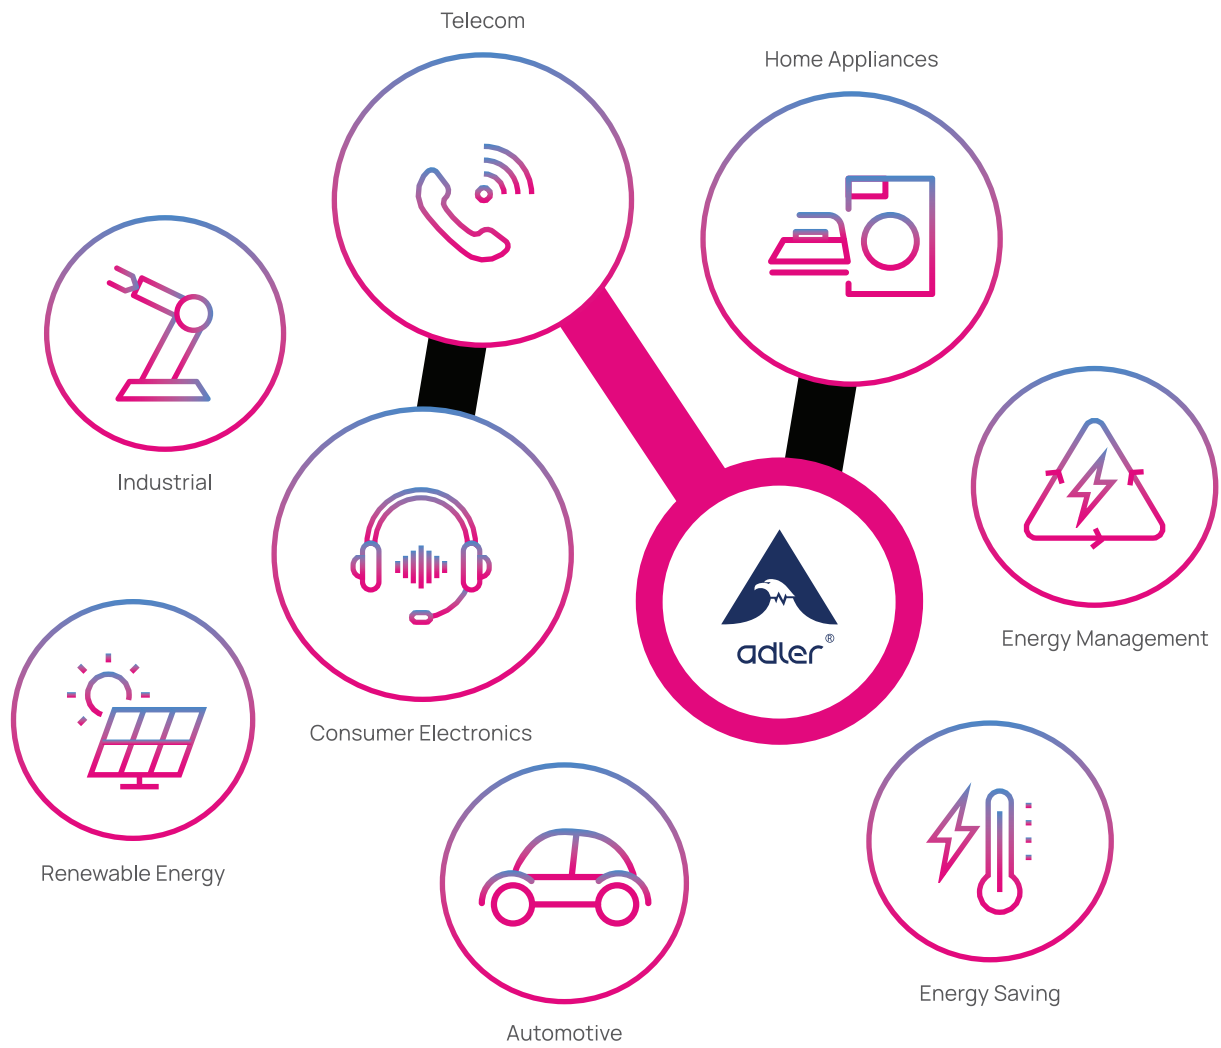 Telecom
Home Appliances
Industrial
adler®
Energy Management
Consumer Electronics
Renewable Energy
Energy Saving
Automotive